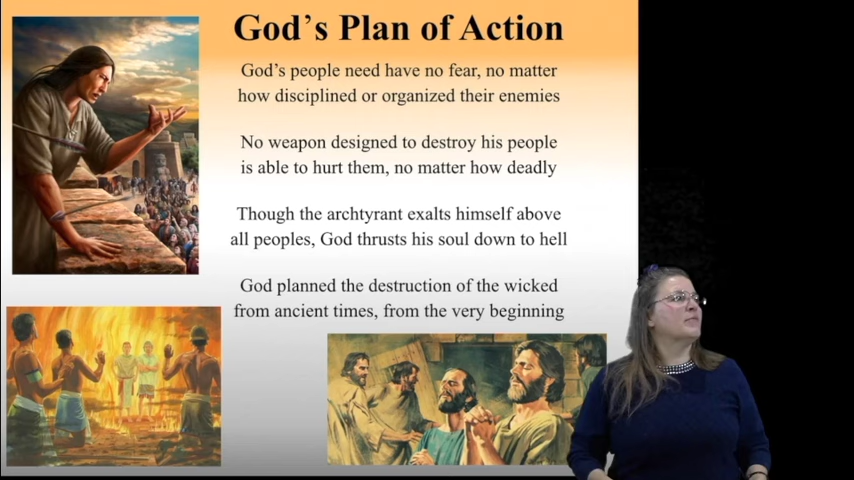 God's Plan of Action
God's people need have no fear, no matter
how disciplined or organized their enemies
No weapon designed to destroy his people
is able to hurt them, no matter how deadly
Though the archtyrant exalts himself above
all peoples, God thrusts his soul down to hell
God planned the destruction of the wicked
from ancient times, from the very beginning